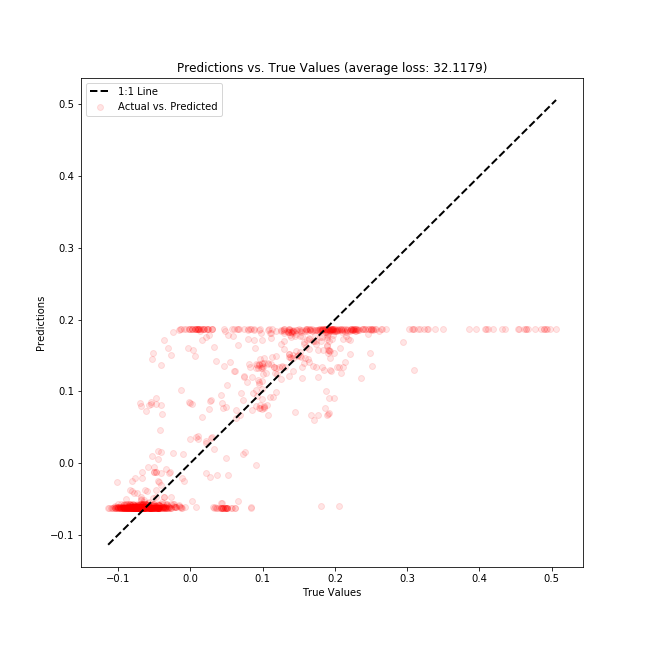 Predictions vs. True Values (average loss: 32.1179)
1:1 Line
Actual vs. Predicted
0.5
0.4
0.3
0.2
0.1
0.0
−0.1
Predictions
−0.1 0.0 0.1 0.2 0.3 0.4 0.5
True Values